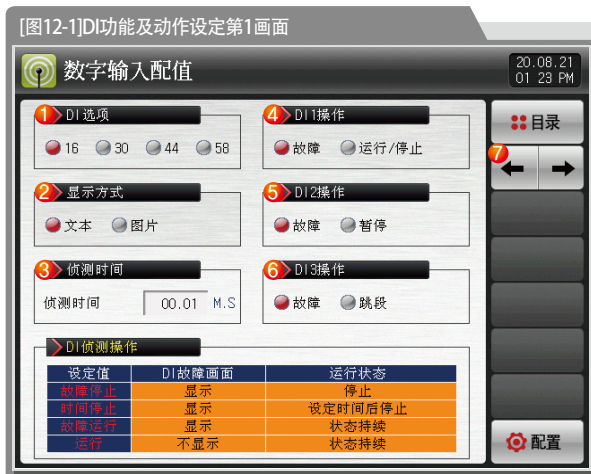 [图12-1]DI功能及动作设定第1画面
数字输入配值
20.08.21
01 23 PM
1 DI选项
16 30 44 58
2 显示方式
文本 图片
3 侦测时间
侦测时间 00.01 M.S
4 DI1操作
故障 运行/停止
5 DI2操作
故障 暂停
6 DI3操作
故障 跳段
DI侦测操作
设定值 DI故障画面 运行状态
故障停止 显示 停止
时间停止 显示 设定时间后停止
故障运行 显示 状态持续
运行 不显示 状态持续
目录
7 ← →
配置